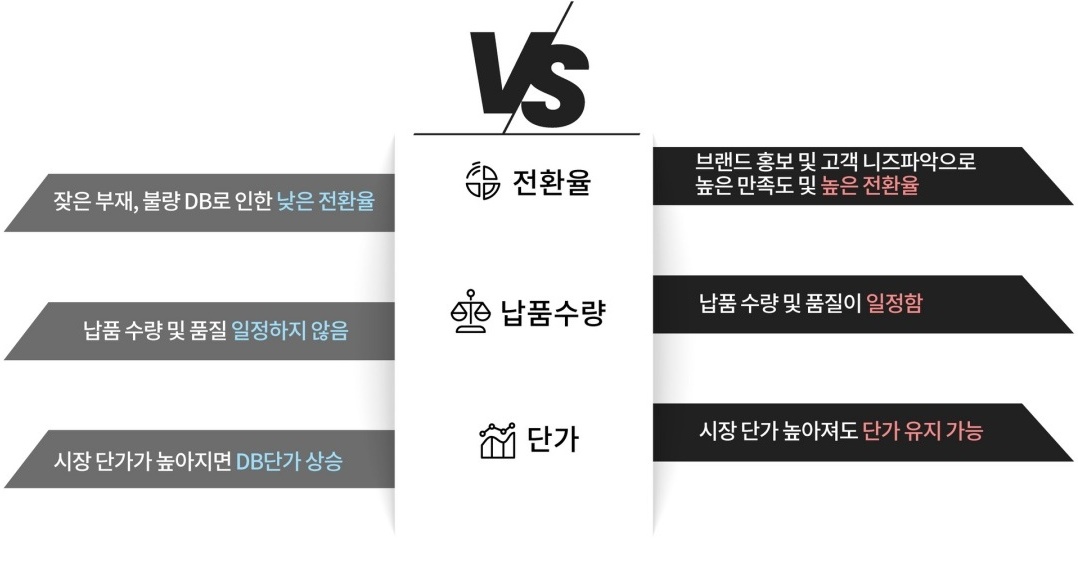 VS
전환율
잦은 부재, 불량 DB로 인한 낮은 전환율
브랜드 홍보 및 고객 니즈파악으로
높은 만족도 및 높은 전환율
납품수량
납품 수량 및 품질 일정하지 않음
납품 수량 및 품질이 일정함
단가
시장 단가가 높아지면 DB단가 상승
시장 단가 높아져도 단가 유지 가능